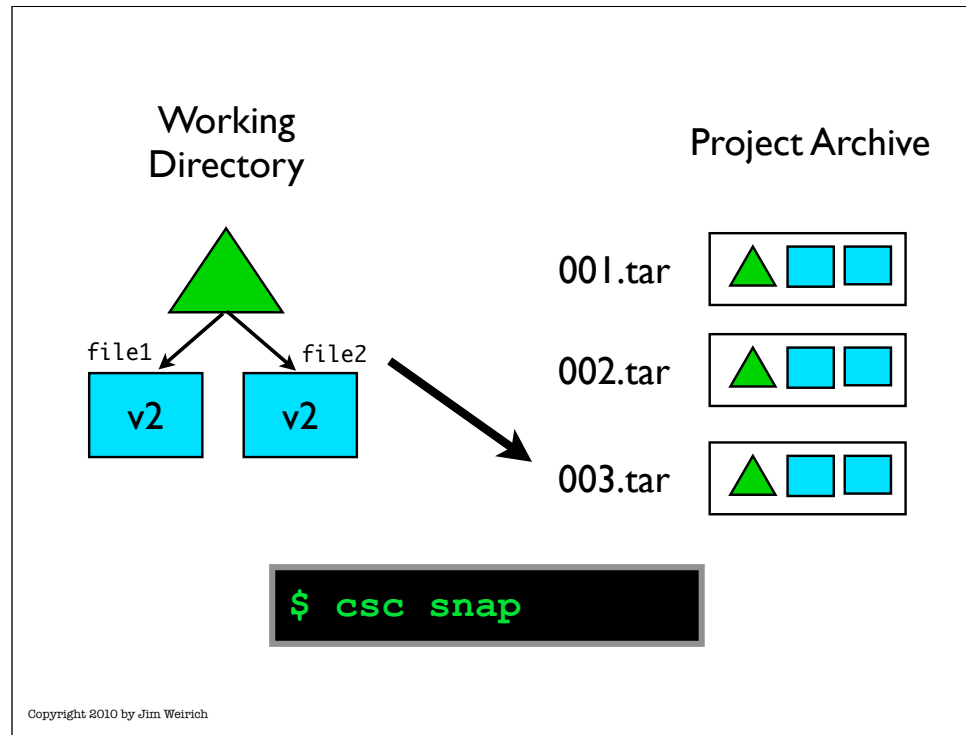 Working
Directory
Project Archive
001.tar
file1
file2
002.tar
v2
v2
003.tar
$ csc snap
Copyright 2010 by Jim Weirich